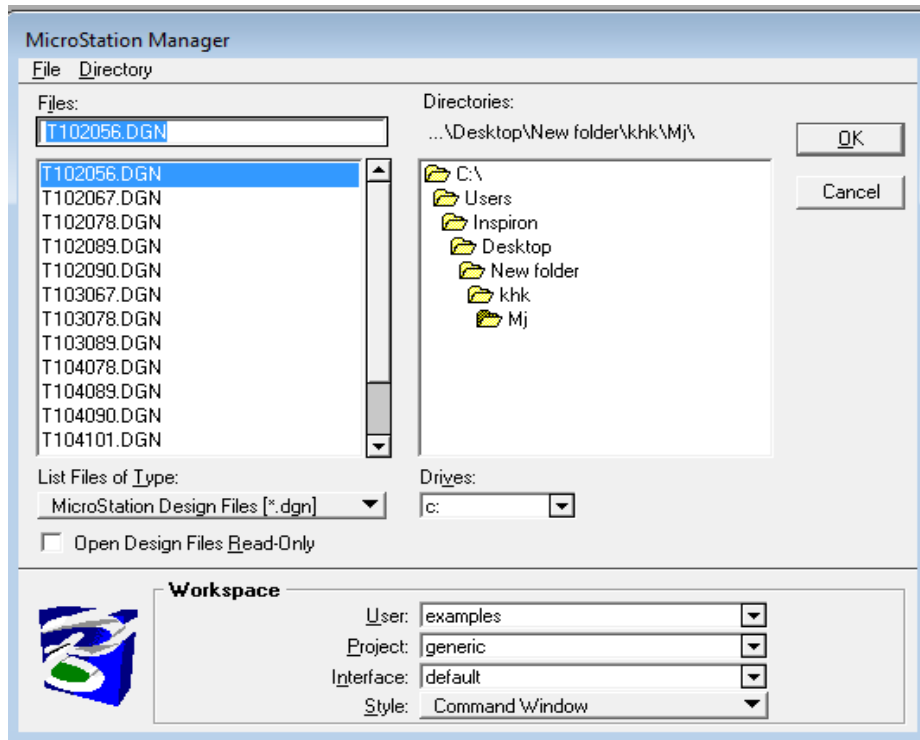 MicroStation Manager
File Directory
Files:
T102056.DGN
T102056.DGN
T102067.DGN
T102078.DGN
T102089.DGN
T102090.DGN
T103067.DGN
T103078.DGN
T103089.DGN
T104078.DGN
T104089.DGN
T104090.DGN
T104101.DGN
List Files of Type:
MicroStation Design Files [*.dgn]
Open Design Files Read-Only
Directories:
...\Desktop\New folder\khk\Mj\
C:\
Users
Inspiron
Desktop
New folder
khk
Mj
Drives:
c:
OK
Cancel
Workspace
User: examples
Project: generic
Interface: default
Style: Command Window